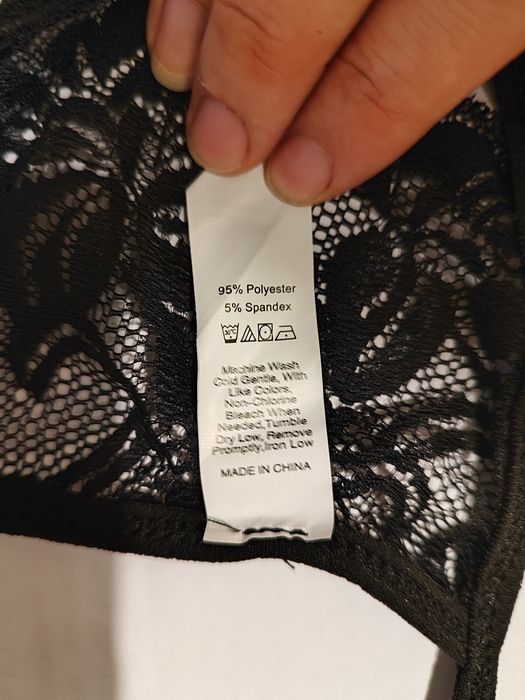 95% Polyester
5% Spandex
30°C
Machine Wash
Cold Gentle, With
Like Colors,
Non-Chlorine
Bleach When
Needed,Tumble
Dry Low, Remove
Promptly,Iron Low
MADE IN CHINA